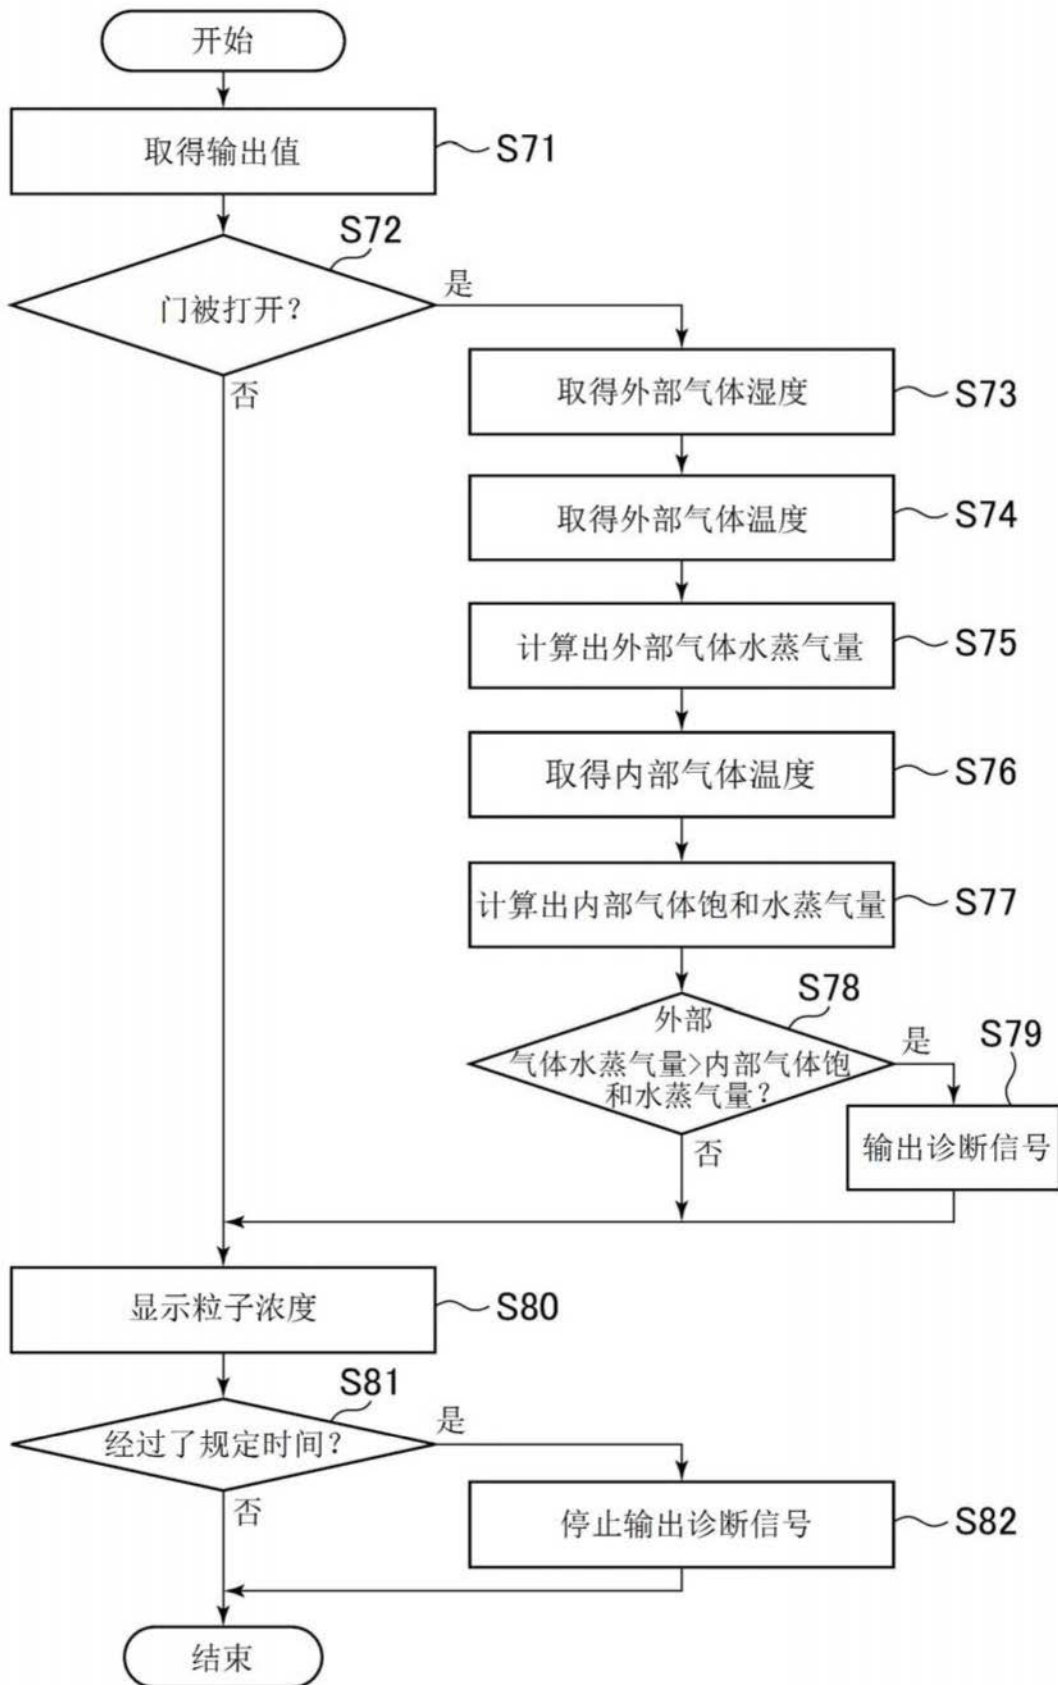 开始
取得输出值
S71
S72
门被打开？
是
否
取得外部气体湿度
S73
取得外部气体温度
S74
计算出外部气体水蒸气量
S75
取得内部气体温度
S76
计算出内部气体饱和水蒸气量
S77
S78
外部
气体水蒸气量>内部气体饱
和水蒸气量？
是
否
S79
输出诊断信号
显示粒子浓度
S80
S81
经过了规定时间？
是
否
停止输出诊断信号
S82
结束